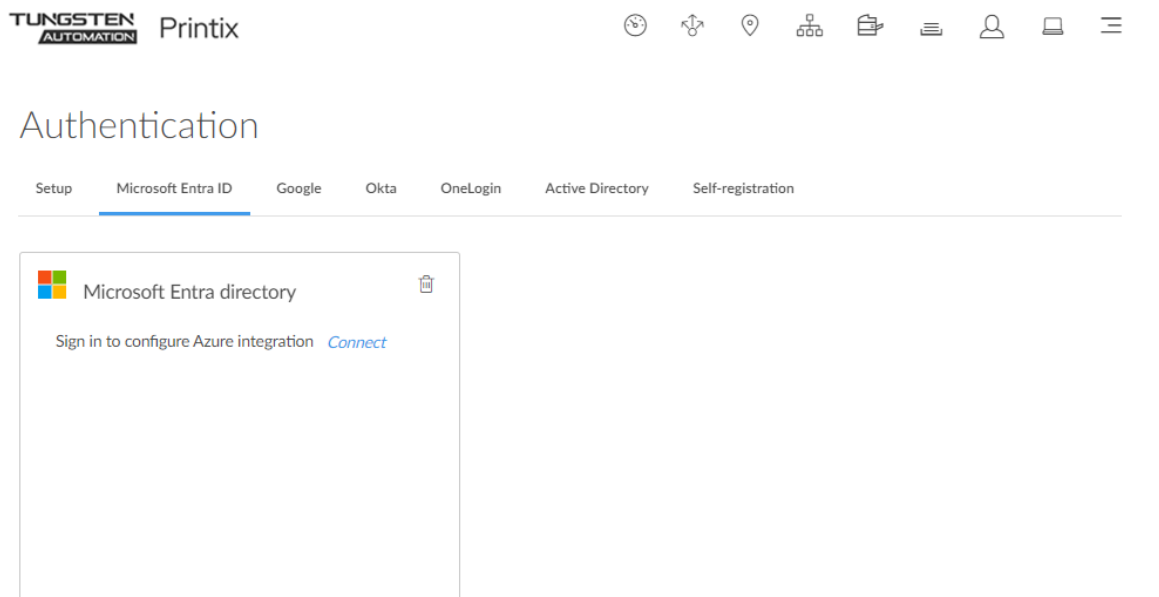 TUNGSTEN
AUTOMATION
Printix
Authentication
Setup Microsoft Entra ID Google Okta OneLogin Active Directory Self-registration
Microsoft Entra directory
Sign in to configure Azure integration Connect